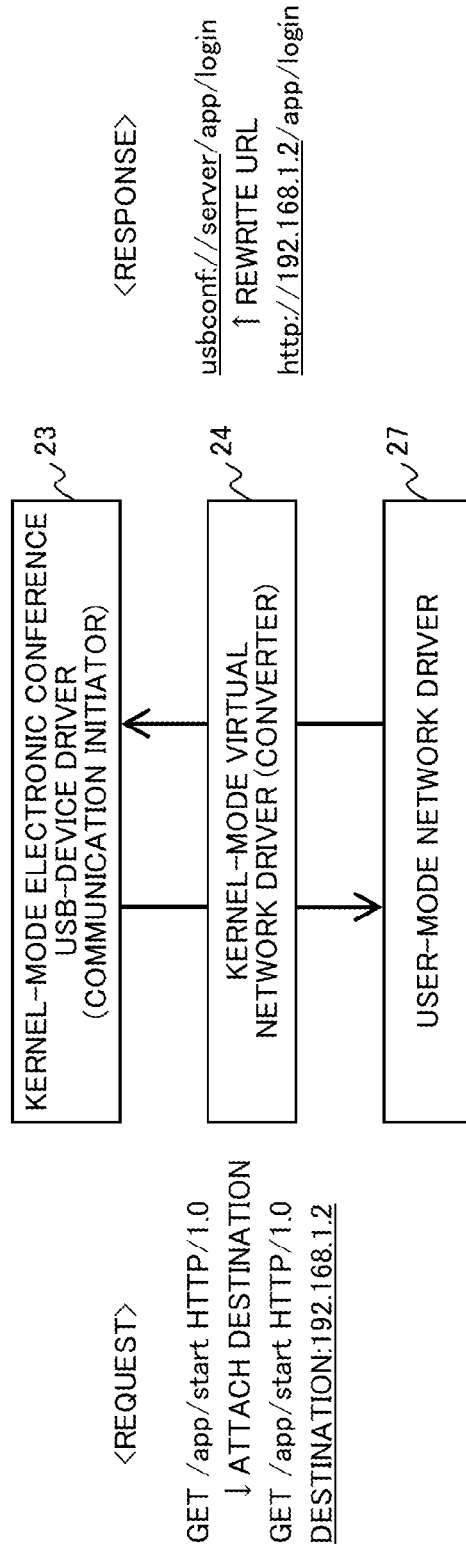 <REQUEST>
GET /app/start HTTP/1.0
↓ ATTACH DESTINATION
GET /app/start HTTP/1.0
DESTINATION:192.168.1.2
KERNEL-MODE ELECTRONIC CONFERENCE
USB-DEVICE DRIVER
(COMMUNICATION INITIATOR)
23
KERNEL-MODE VIRTUAL
NETWORK DRIVER (CONVERTER)
24
USER-MODE NETWORK DRIVER
27
<RESPONSE>
usbconf://server/app/login
↑ REWRITE URL
http://192.168.1.2/app/login